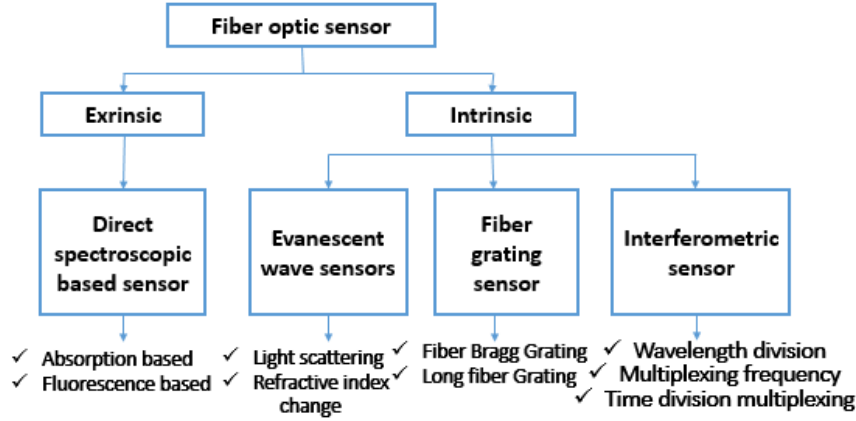 Fiber optic sensor
Exrinsic
Intrinsic
Direct
spectroscopic
based sensor
Evanescent
wave sensors
Fiber
grating
sensor
Interferometric
sensor
✓ Absorption based
✓ Fluorescence based
✓ Light scattering
✓ Refractive index
change
✓ Fiber Bragg Grating
✓ Long fiber Grating
✓ Wavelength division
✓ Multiplexing frequency
✓ Time division multiplexing